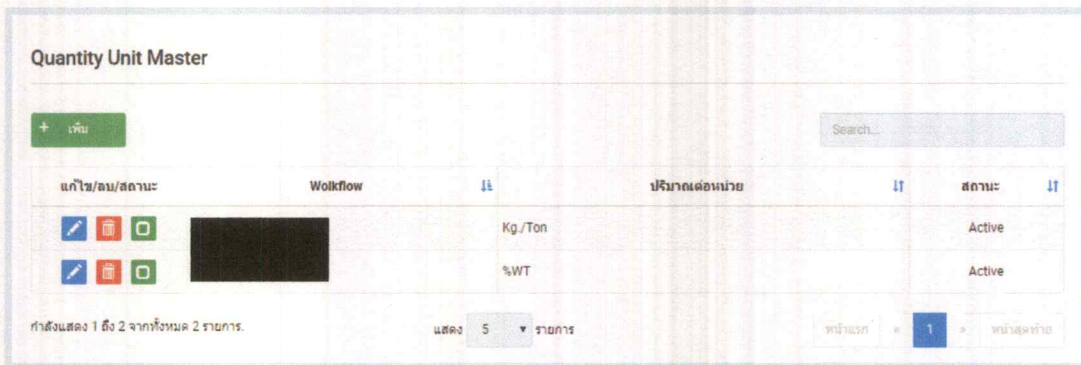 Quantity Unit Master
+ เพิ่ม
Search...
แก้ไข/ลบ/สถานะ Wolkflow ปริมาณต่อหน่วย สถานะ
Kg./Ton Active
%WT Active
กำลังแสดง 1 ถึง 2 จากทั้งหมด 2 รายการ. แสดง 5 รายการ หน้าแรก « 1 » หน้าสุดท้าย